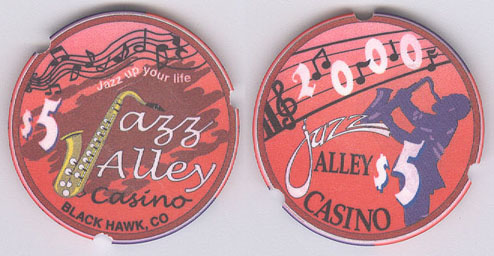 Jazz up your life
$5
Jazz
Alley
Casino
BLACK HAWK, CO
2000
jazz
ALLEY $5
CASINO